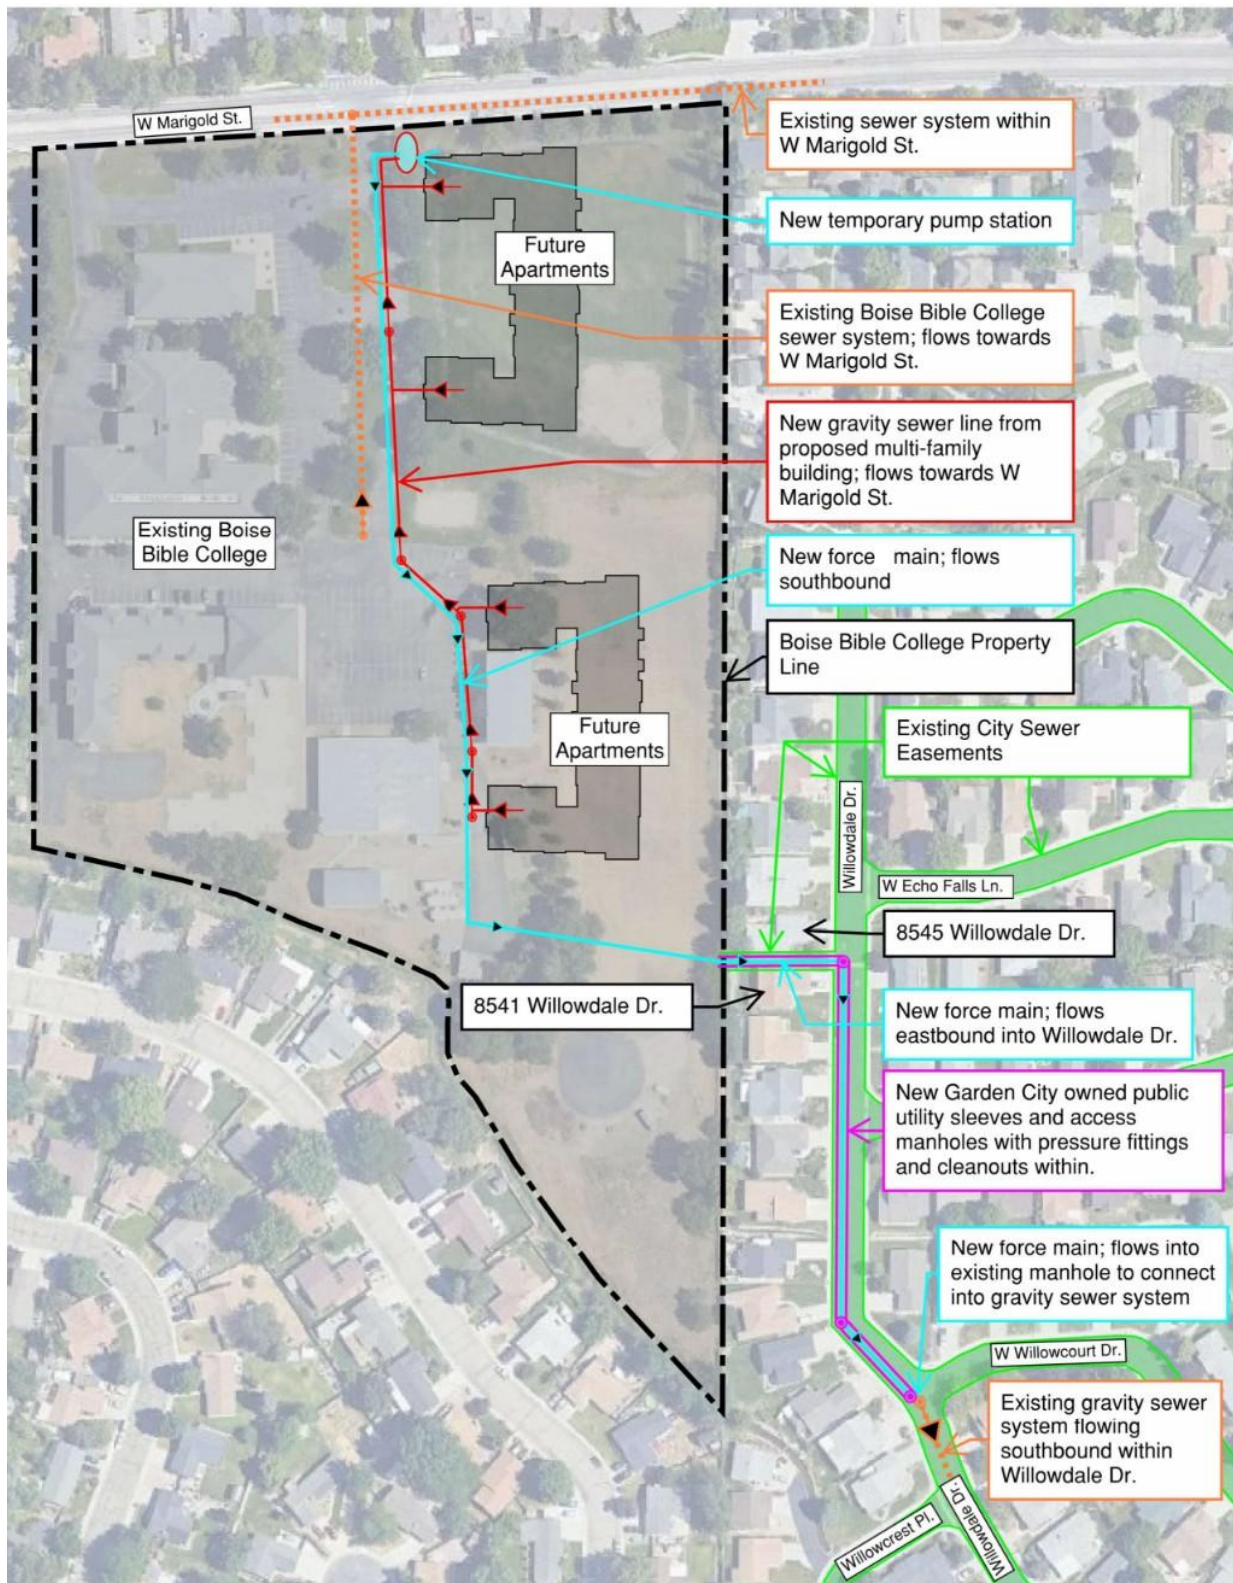 W Marigold St.
Existing sewer system within
W Marigold St.
New temporary pump station
Future
Apartments
Existing Boise Bible College
sewer system; flows towards
W Marigold St.
New gravity sewer line from
proposed multi-family
building; flows towards W
Marigold St.
Existing Boise
Bible College
New force main; flows
southbound
Boise Bible College Property
Line
Future
Apartments
Existing City Sewer
Easements
Willowdale Dr.
W Echo Falls Ln.
8545 Willowdale Dr.
8541 Willowdale Dr.
New force main; flows
eastbound into Willowdale Dr.
New Garden City owned public
utility sleeves and access
manholes with pressure fittings
and cleanouts within.
New force main; flows into
existing manhole to connect
into gravity sewer system
W Willowcourt Dr.
Existing gravity sewer
system flowing
southbound within
Willowdale Dr.
Willowcrest Pl.
Willowdale Dr.